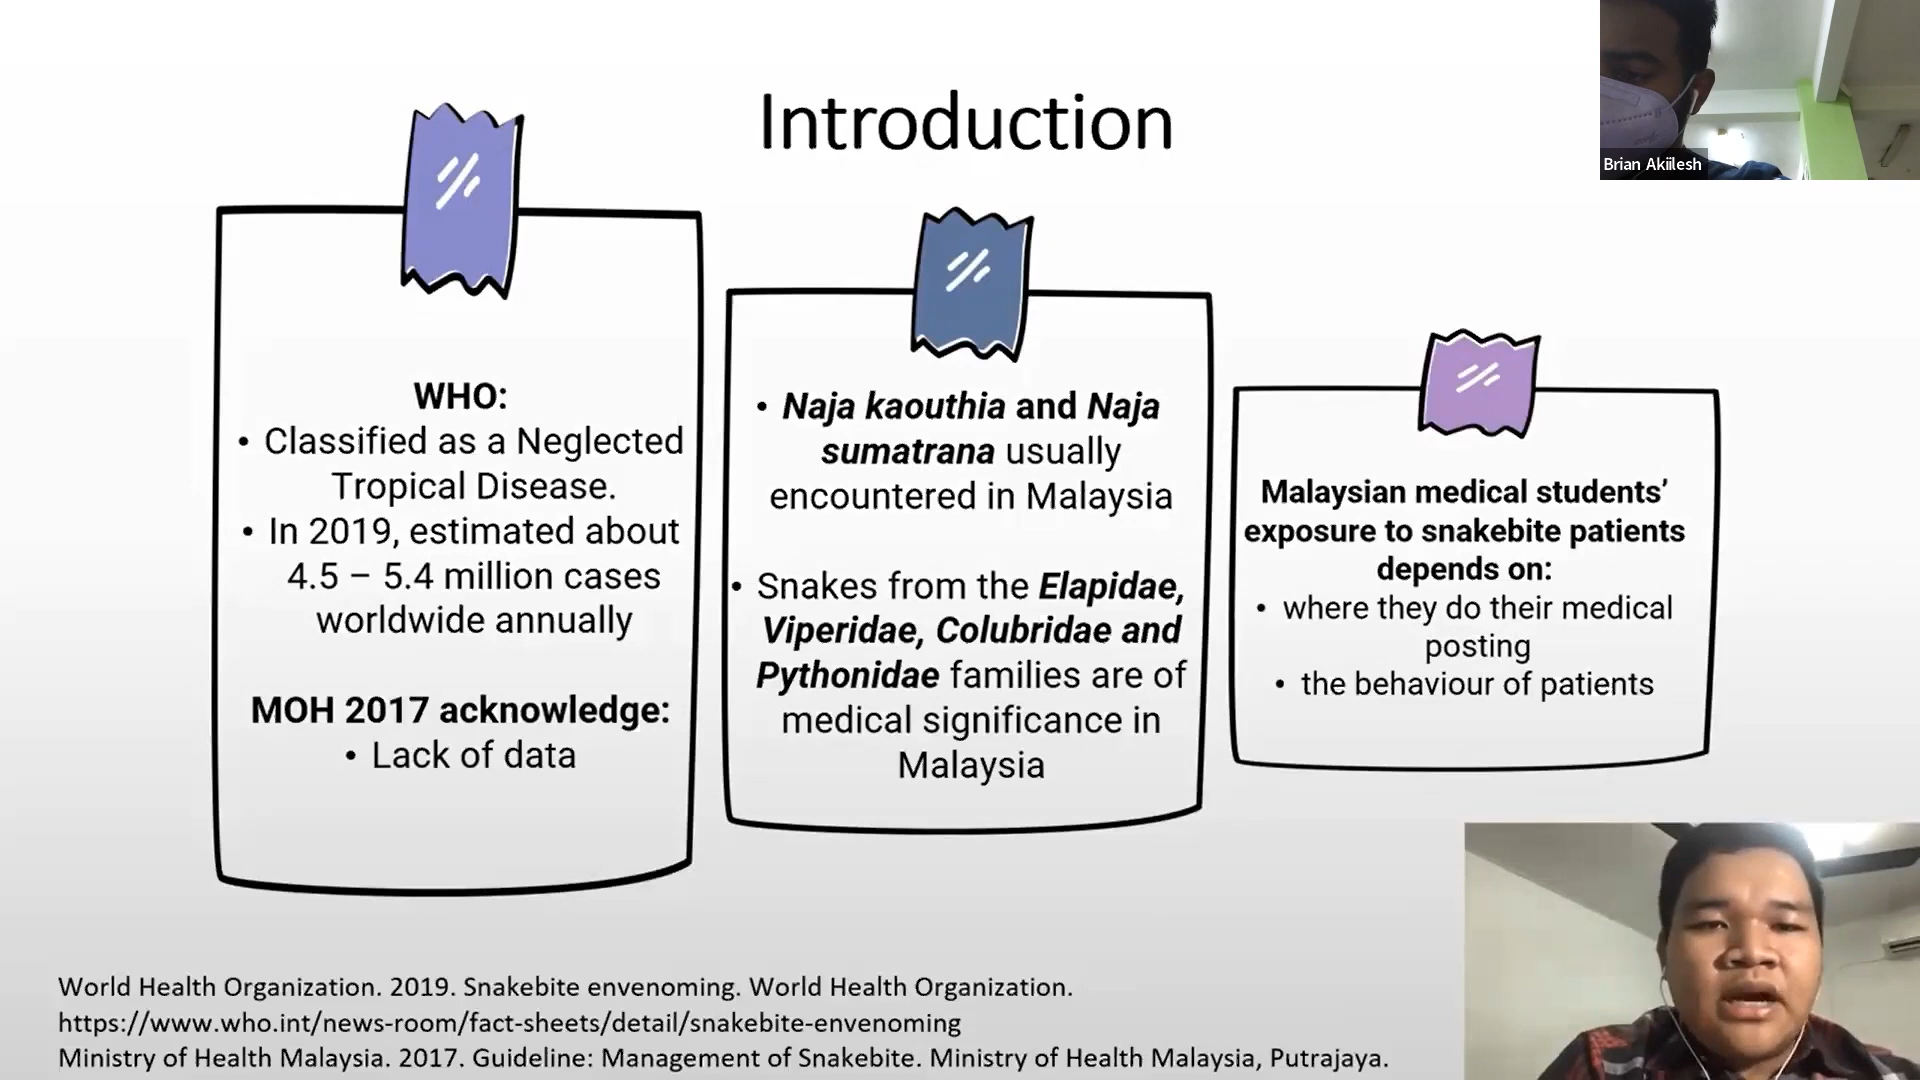 Introduction
Brian Akiilesh
WHO:
• Classified as a Neglected
Tropical Disease.
• In 2019, estimated about
4.5 – 5.4 million cases
worldwide annually
MOH 2017 acknowledge:
• Lack of data
• Naja kaouthia and Naja
sumatrana usually
encountered in Malaysia
• Snakes from the Elapidae,
Viperidae, Colubridae and
Pythonidae families are of
medical significance in
Malaysia
Malaysian medical students’
exposure to snakebite patients
depends on:
• where they do their medical
posting
• the behaviour of patients
World Health Organization. 2019. Snakebite envenoming. World Health Organization.
https://www.who.int/news-room/fact-sheets/detail/snakebite-envenoming
Ministry of Health Malaysia. 2017. Guideline: Management of Snakebite. Ministry of Health Malaysia, Putrajaya.